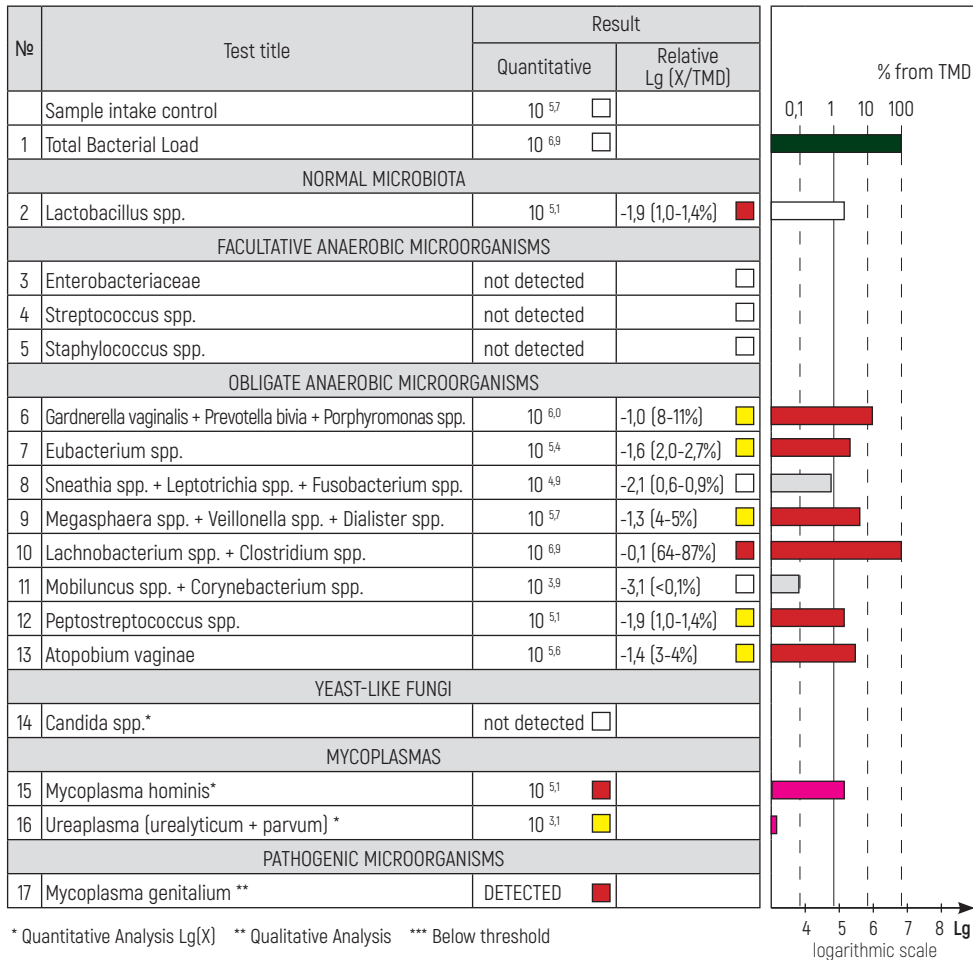 № Test title Result
Quantitative Relative Lg (X/TMD)
% from TMD
0,1 1 10 100
Sample intake control 10 5,7
1 Total Bacterial Load 10 6,9
NORMAL MICROBIOTA
2 Lactobacillus spp. 10 5,1 -1,9 (1,0-1,4%)
FACULTATIVE ANAEROBIC MICROORGANISMS
3 Enterobacteriaceae not detected
4 Streptococcus spp. not detected
5 Staphylococcus spp. not detected
OBLIGATE ANAEROBIC MICROORGANISMS
6 Gardnerella vaginalis + Prevotella bivia + Porphyromonas spp. 10 6,0 -1,0 (8-11%)
7 Eubacterium spp. 10 5,4 -1,6 (2,0-2,7%)
8 Sneathia spp. + Leptotrichia spp. + Fusobacterium spp. 10 4,9 -2,1 (0,6-0,9%)
9 Megasphaera spp. + Veillonella spp. + Dialister spp. 10 5,7 -1,3 (4-5%)
10 Lachnobacterium spp. + Clostridium spp. 10 6,9 -0,1 (64-87%)
11 Mobiluncus spp. + Corynebacterium spp. 10 3,9 -3,1 (<0,1%)
12 Peptostreptococcus spp. 10 5,1 -1,9 (1,0-1,4%)
13 Atopobium vaginae 10 5,6 -1,4 (3-4%)
YEAST-LIKE FUNGI
14 Candida spp.* not detected
MYCOPLASMAS
15 Mycoplasma hominis* 10 5,1
16 Ureaplasma (urealyticum + parvum) * 10 3,1
PATHOGENIC MICROORGANISMS
17 Mycoplasma genitalium ** DETECTED
4 5 6 7 8 Lg
logarithmic scale
* Quantitative Analysis Lg(X) ** Qualitative Analysis *** Below threshold